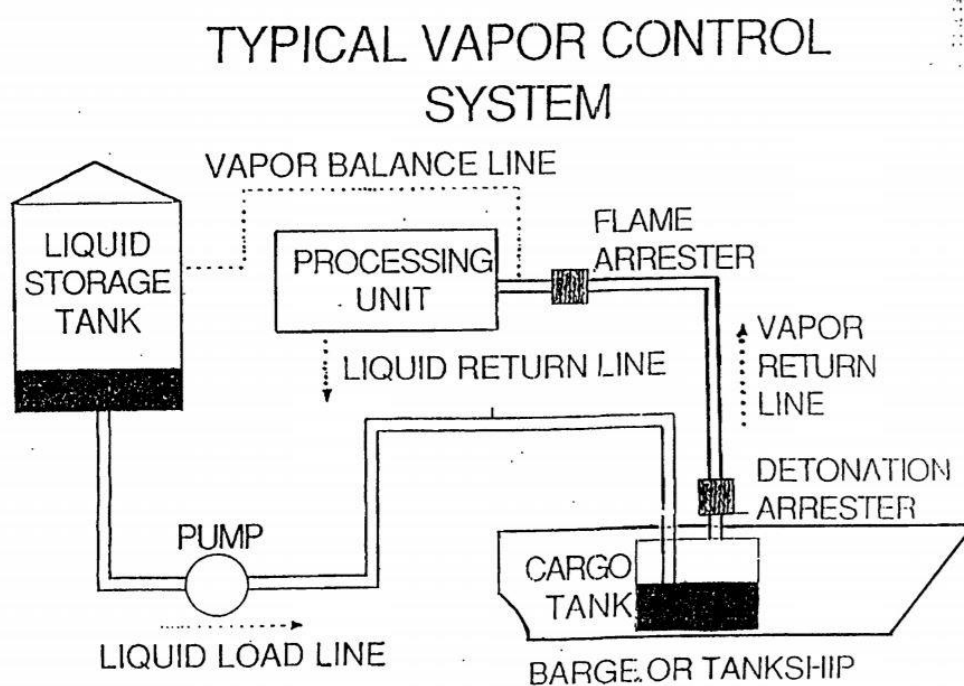 TYPICAL VAPOR CONTROL
SYSTEM
VAPOR BALANCE LINE
LIQUID
STORAGE
TANK
PROCESSING
UNIT
FLAME
ARRESTER
VAPOR
RETURN
LINE
LIQUID RETURN LINE
DETONATION
ARRESTER
PUMP
CARGO
TANK
LIQUID LOAD LINE
BARGE OR TANKSHIP